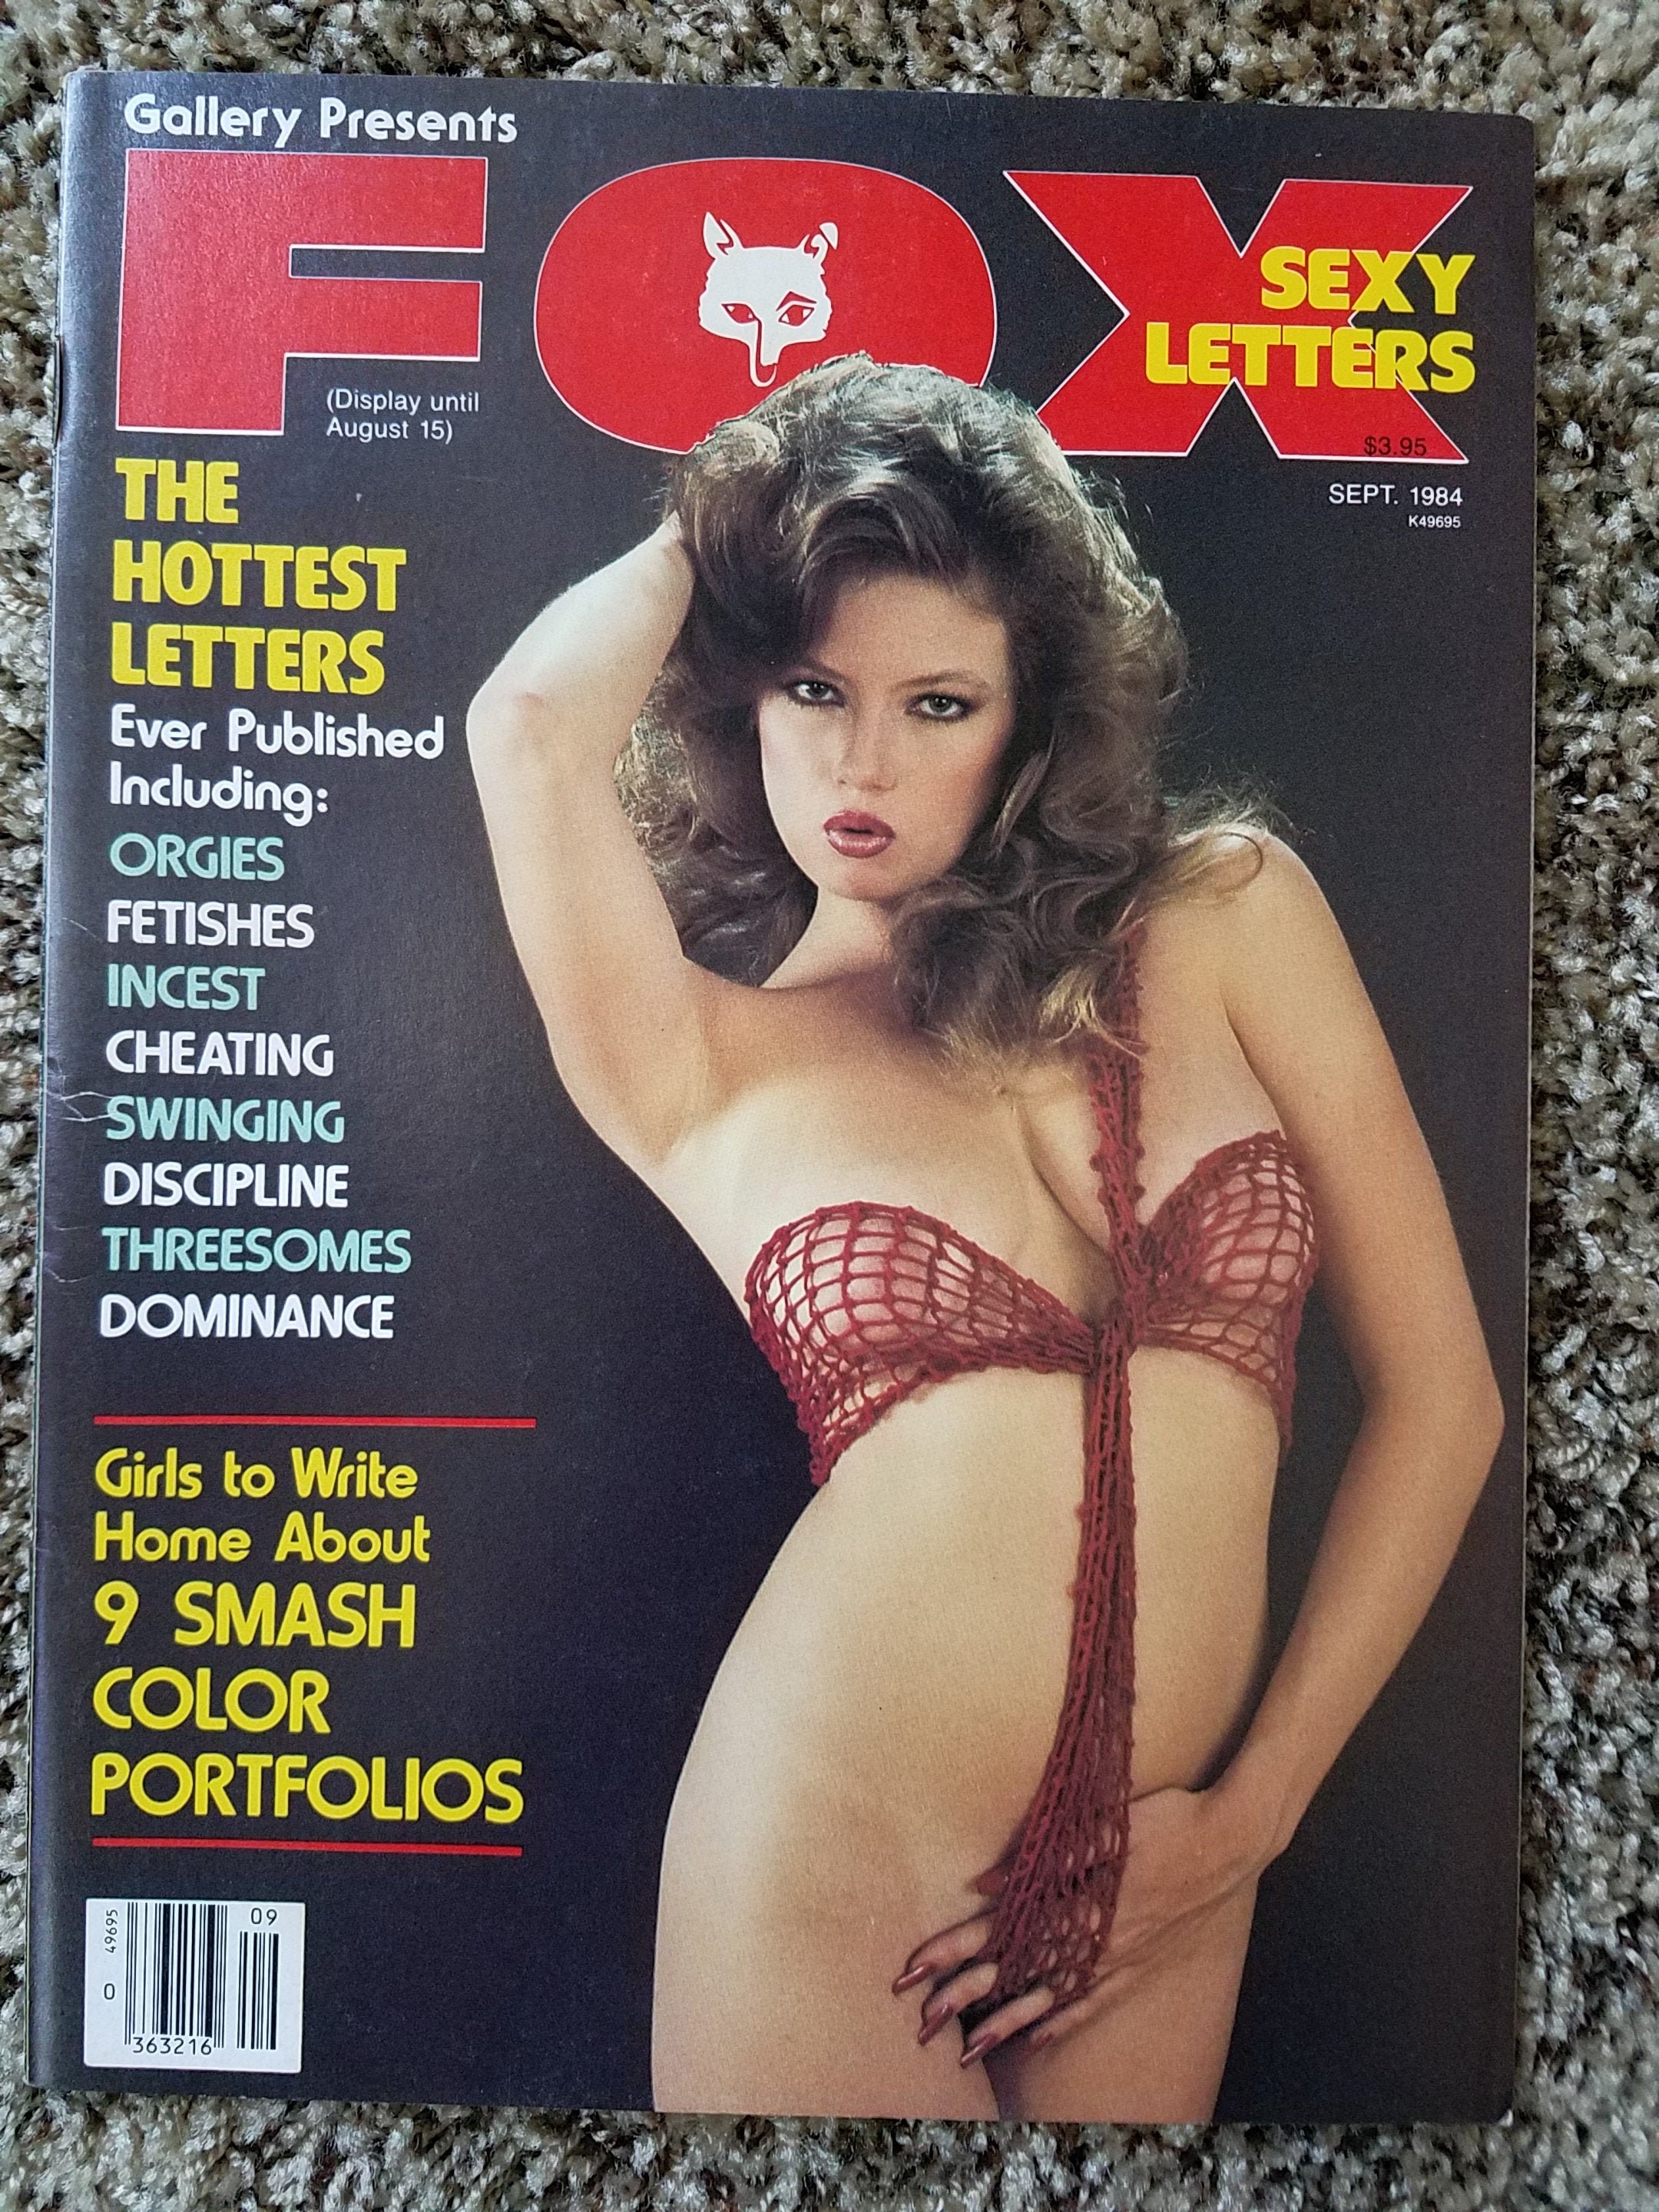 Gallery Presents
FOX
SEXY
LETTERS
(Display until
August 15)
$3.95
SEPT. 1984
K49695
THE
HOTTEST
LETTERS
Ever Published
Including:
ORGIES
FETISHES
INCEST
CHEATING
SWINGING
DISCIPLINE
THREESOMES
DOMINANCE
Girls to Write
Home About
9 SMASH
COLOR
PORTFOLIOS
49695
09
0
363216